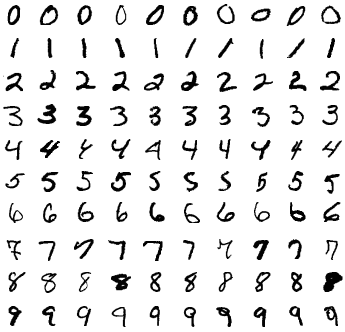 0 0 0 0 0 0 0 0 0 0
1 1 1 1 1 1 1 1 1 1
2 2 2 2 2 2 2 2 2 2
3 3 3 3 3 3 3 3 3 3
4 4 4 4 4 4 4 4 4 4
5 5 5 5 5 5 5 5 5 5
6 6 6 6 6 6 6 6 6 6
7 7 7 7 7 7 7 7 7 7
8 8 8 8 8 8 8 8 8 8
9 9 9 9 9 9 9 9 9 9